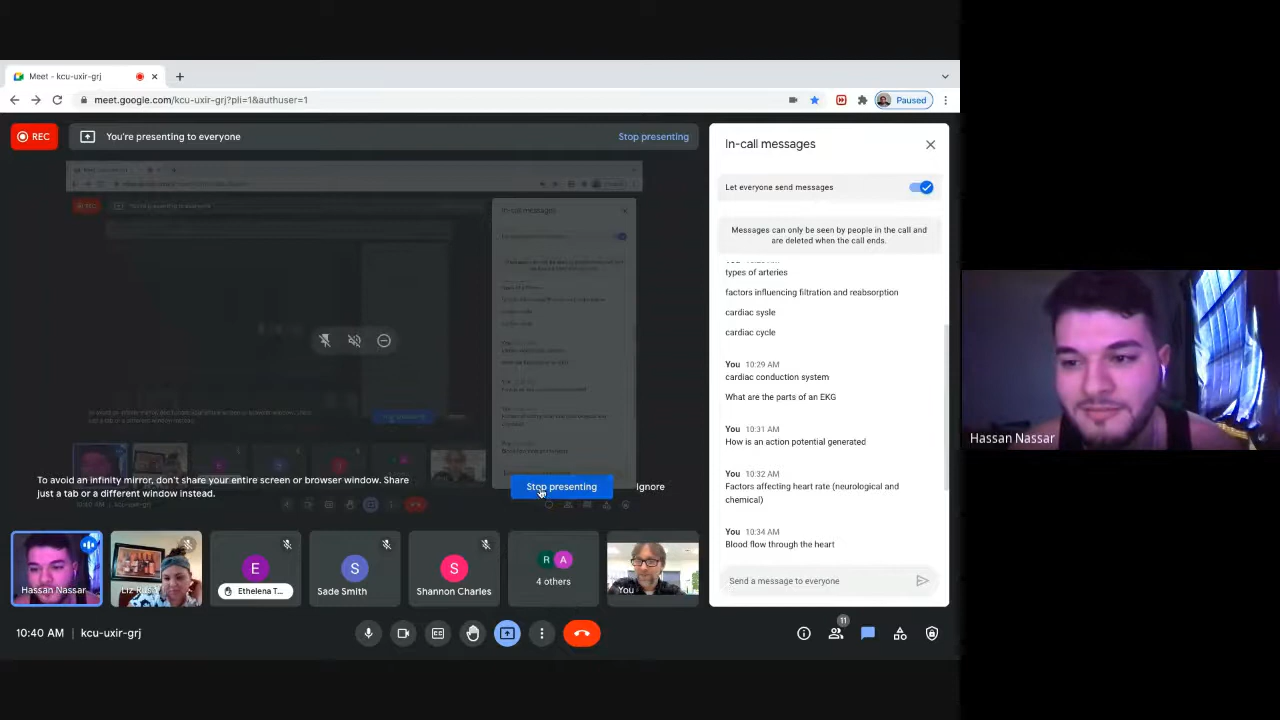 Meet - kcu-uxir-grj
meet.google.com/kcu-uxir-grj?pli=1&authuser=1
Paused
REC
You're presenting to everyone
Stop presenting
In-call messages
Let everyone send messages
Messages can only be seen by people in the call and
are deleted when the call ends.
types of arteries
factors influencing filtration and reabsorption
cardiac sysle
cardiac cycle
You 10:29 AM
cardiac conduction system
What are the parts of an EKG
You 10:31 AM
How is an action potential generated
You 10:32 AM
Factors affecting heart rate (neurological and
chemical)
You 10:34 AM
Blood flow through the heart
Send a message to everyone
To avoid an infinity mirror, don't share your entire screen or browser window. Share
just a tab or a different window instead.
Stop presenting
Ignore
Hassan Nassar
Liz
E
Ethelena T...
S
Sade Smith
S
Shannon Charles
R A
4 others
You
10:40 AM | kcu-uxir-grj
11
Hassan Nassar